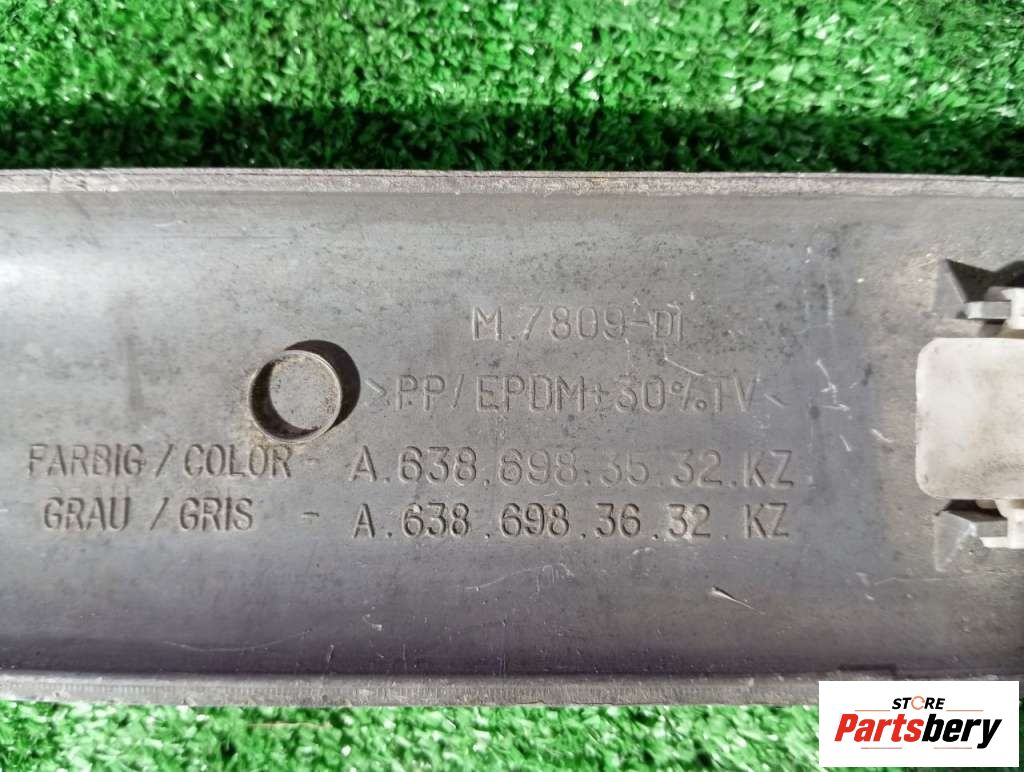 M.7809-D1
>PP/EPDM+30%TV<
FARBIG/COLOR - A.638.698.35.32.KZ
GRAU/GRIS - A.638.698.36.32.KZ
STORE
Partsbery